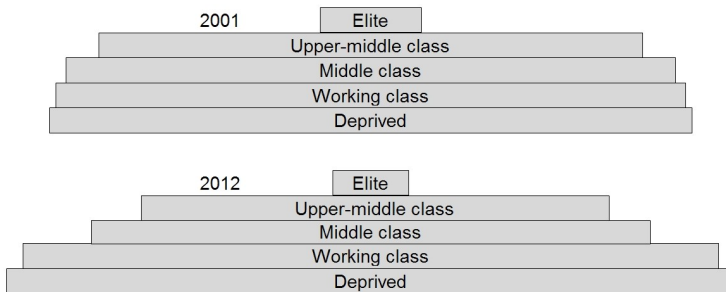 2001 Elite
Upper-middle class
Middle class
Working class
Deprived
2012 Elite
Upper-middle class
Middle class
Working class
Deprived